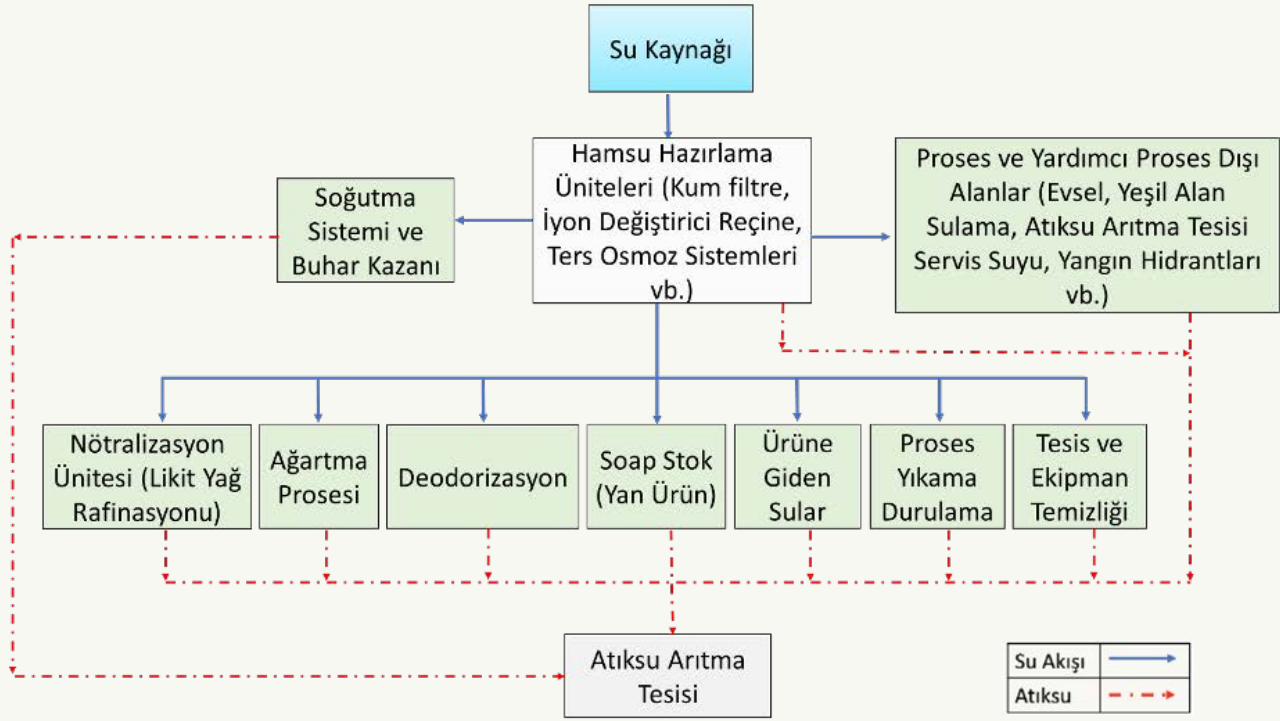 Su Kaynağı
Hamsu Hazırlama
Üniteleri (Kum filtre,
İyon Değiştirici Reçine,
Ters Osmoz Sistemleri
vb.)
Proses ve Yardımcı Proses Dışı
Alanlar (Evsel, Yeşil Alan
Sulama, Atıksu Arıtma Tesisi
Servis Suyu, Yangın Hidrantları
vb.)
Soğutma
Sistemi ve
Buhar Kazanı
Nötralizasyon
Ünitesi (Likit Yağ
Rafinasyonu)
Ağartma
Prosesi
Deodorizasyon
Soap Stok
(Yan Ürün)
Ürüne
Giden
Sular
Proses
Yıkama
Durulama
Tesis ve
Ekipman
Temizliği
Atıksu Arıtma
Tesisi
Su Akışı
Atıksu